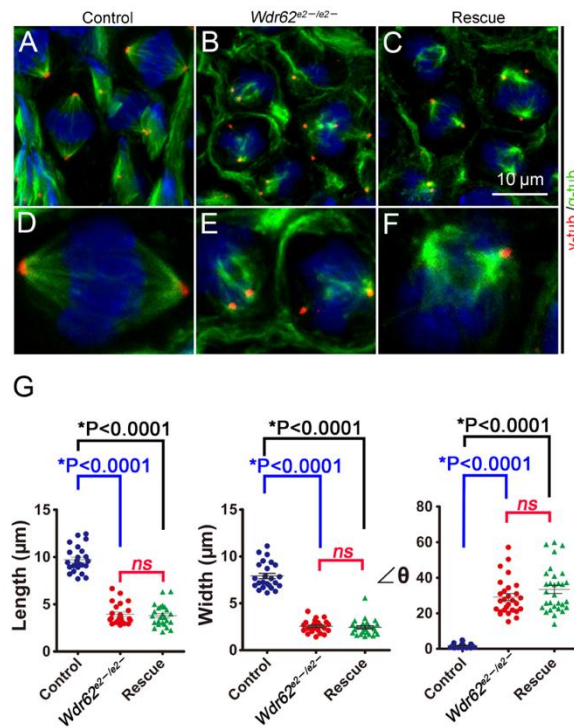 Control
Wdr62e2–/e2–
Rescue
A
B
C
10 µm
D
E
F
γ-tub/α-tub
G
*P<0.0001
*P<0.0001
ns
Length (µm)
15
10
5
0
Control
Wdr62e2–/e2–
Rescue
*P<0.0001
*P<0.0001
ns
Width (µm)
15
10
5
0
Control
Wdr62e2–/e2–
Rescue
*P<0.0001
*P<0.0001
ns
∠θ
80
60
40
20
0
Control
Wdr62e2–/e2–
Rescue